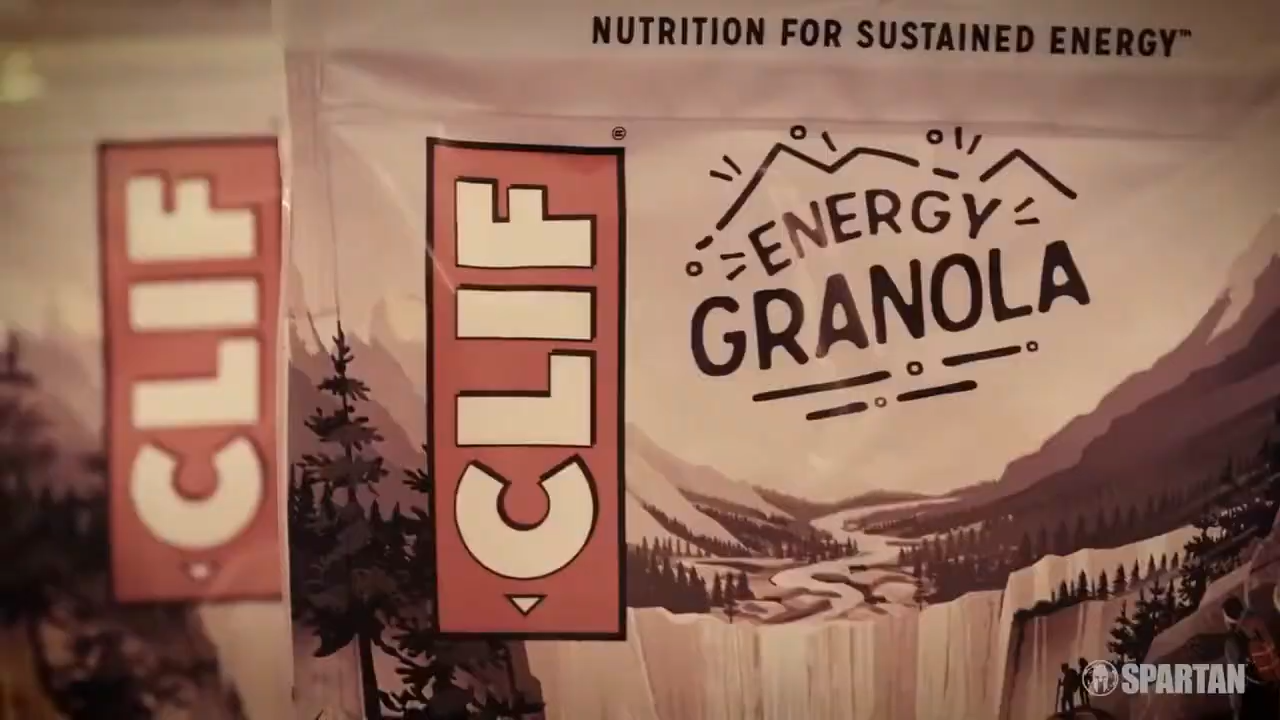 NUTRITION FOR SUSTAINED ENERGY™
CLIF
CLIF®
ENERGY
GRANOLA
SPARTAN